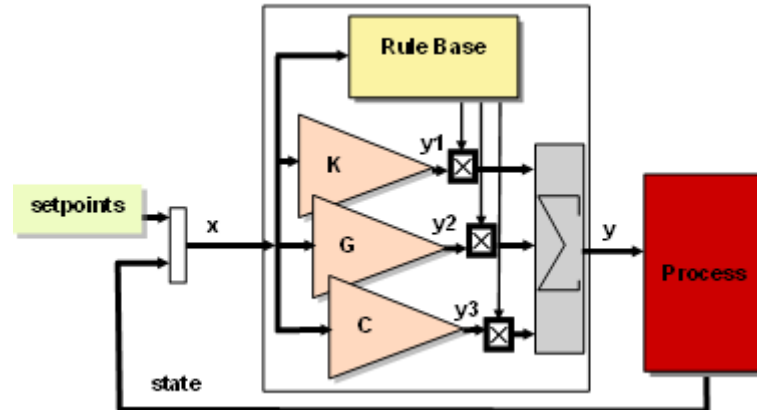 Rule Base
K
y1
setpoints
x
G
y2
y
Process
C
y3
state